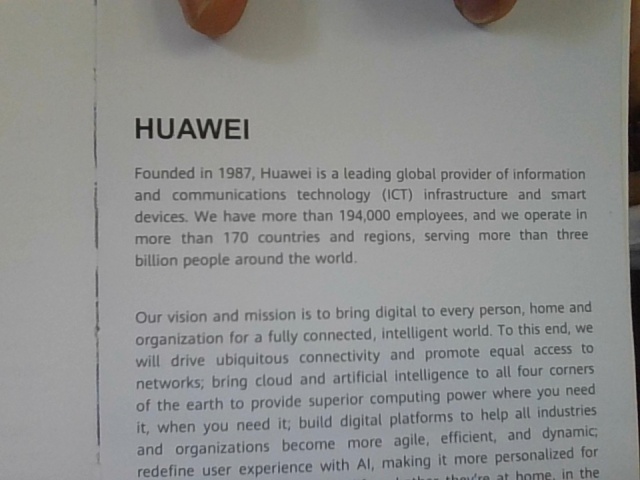 HUAWEI
Founded in 1987, Huawei is a leading global provider of information
and communications technology (ICT) infrastructure and smart
devices. We have more than 194,000 employees, and we operate in
more than 170 countries and regions, serving more than three
billion people around the world.
Our vision and mission is to bring digital to every person, home and
organization for a fully connected, intelligent world. To this end, we
will drive ubiquitous connectivity and promote equal access to
networks; bring cloud and artificial intelligence to all four corners
of the earth to provide superior computing power where you need
it, when you need it; build digital platforms to help all industries
and organizations become more agile, efficient, and dynamic;
redefine user experience with AI, making it more personalized for
they're at home, in the